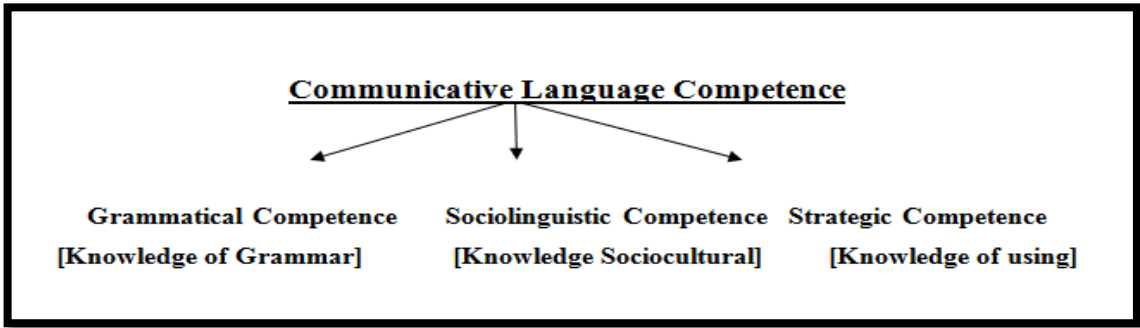 Communicative Language Competence
Grammatical Competence Sociolinguistic Competence Strategic Competence
[Knowledge of Grammar] [Knowledge Sociocultural] [Knowledge of using]